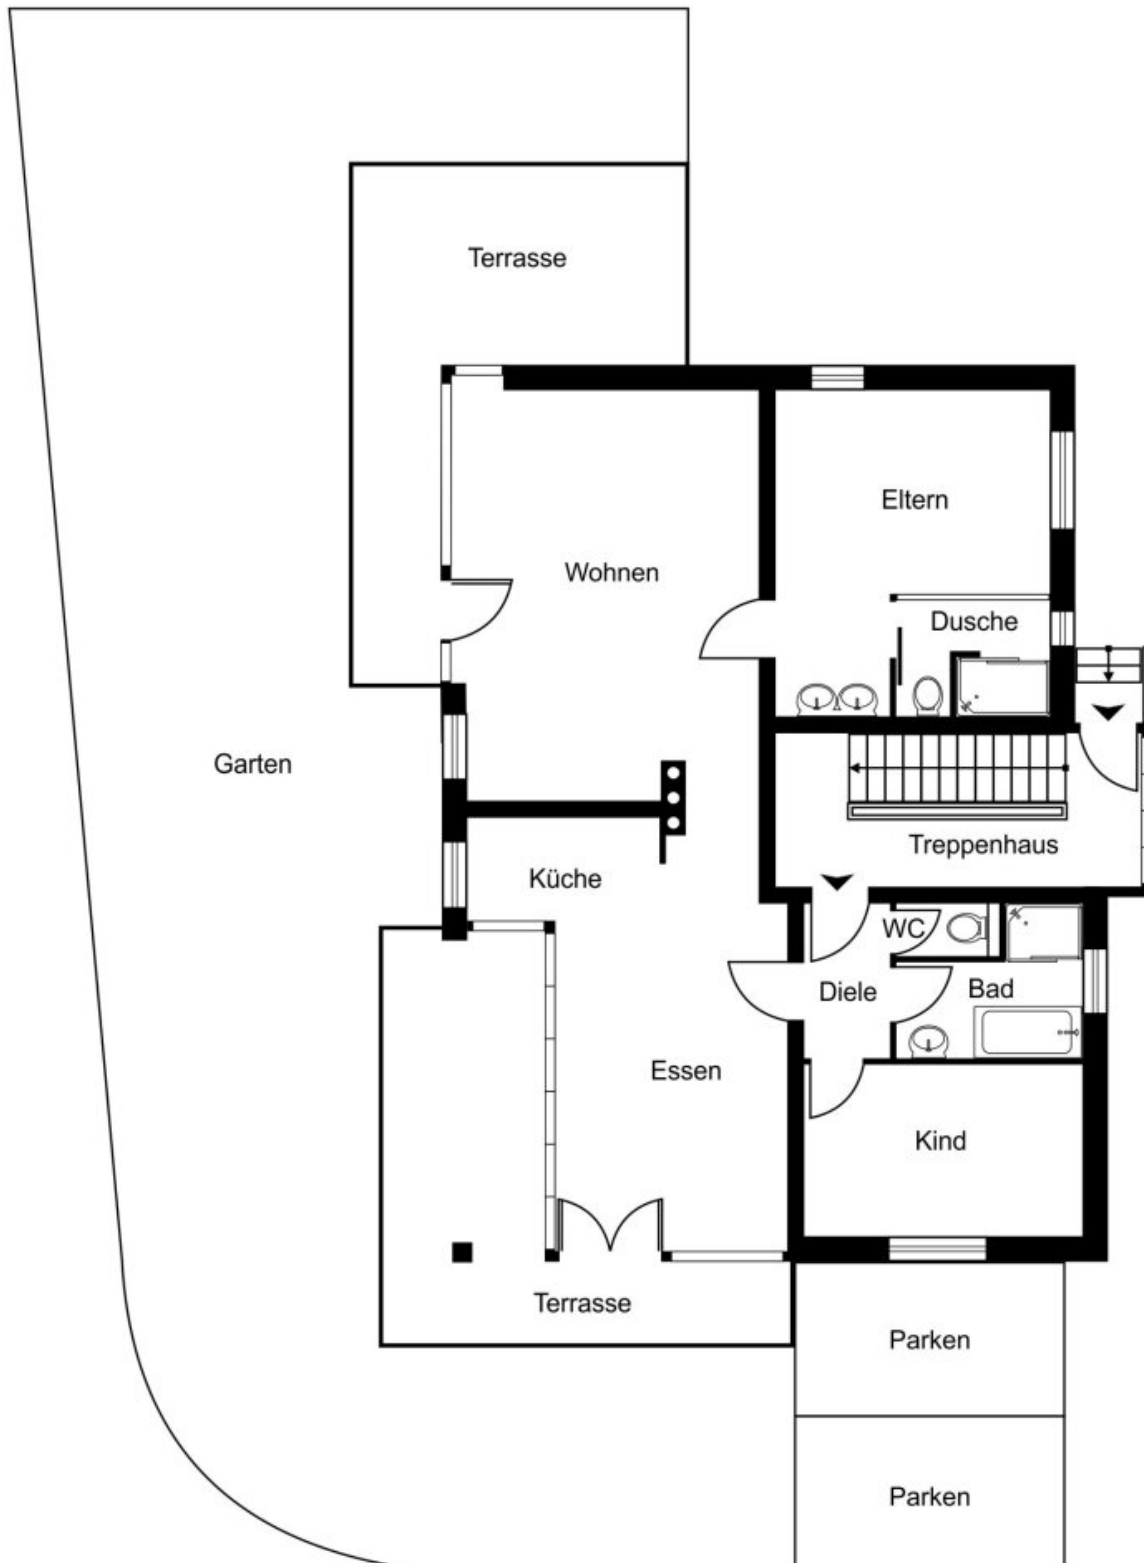 Terrasse
Eltern
Wohnen
Dusche
Garten
Treppenhaus
Küche
WC
Diele
Bad
Essen
Kind
Terrasse
Parken
Parken